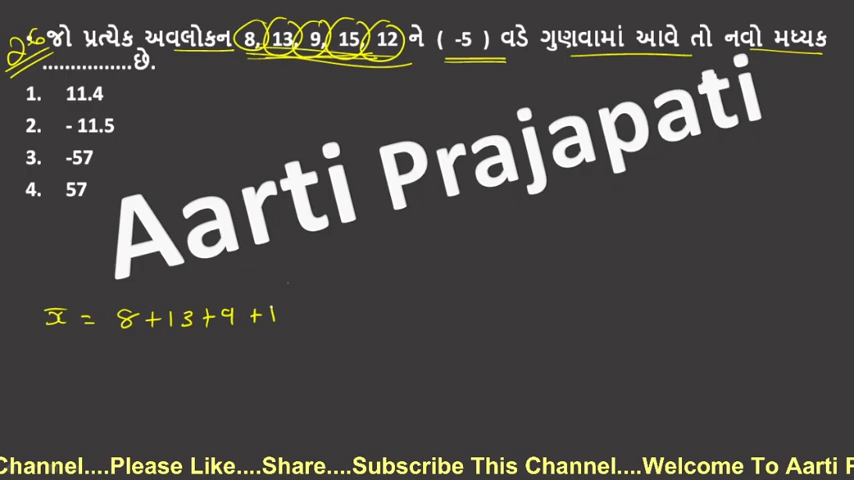 26 જો પ્રત્યેક અવલોકન 8, 13, 9, 15, 12 ને ( -5 ) વડે ગુણવામાં આવે તો નવો મધ્યક
................છે.
1. 11.4
2. - 11.5
3. -57
4. 57
Aarti Prajapati
x̅ = 8 + 13 + 9 + 1
Channel....Please Like....Share....Subscribe This Channel....Welcome To Aarti P